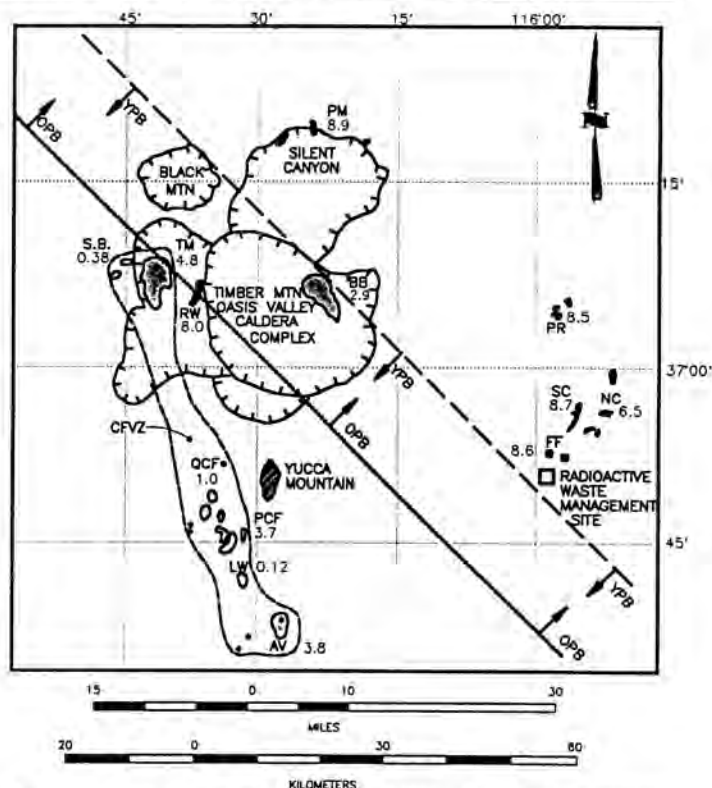 45' 30' 15' 116°00'
OPB
YPB
PM
8.9
SILENT
CANYON
BLACK
MTN
15'
S.B.
0.38
TM
4.8
BB
2.9
TIMBER MTN
OASIS VALLEY
CALDERA
COMPLEX
RW
8.0
8.5
PR
37°00'
YPB
OPB
SC
8.7
NC
6.5
CFVZ
8.6
FF
RADIOACTIVE
WASTE
MANAGEMENT
SITE
QCF
1.0
YUCCA
MOUNTAIN
PCF
3.7
45'
LW 0.12
YPB
OPB
AV
3.8
15 0 10 30
MILES
20 0 10 30 60
KILOMETERS